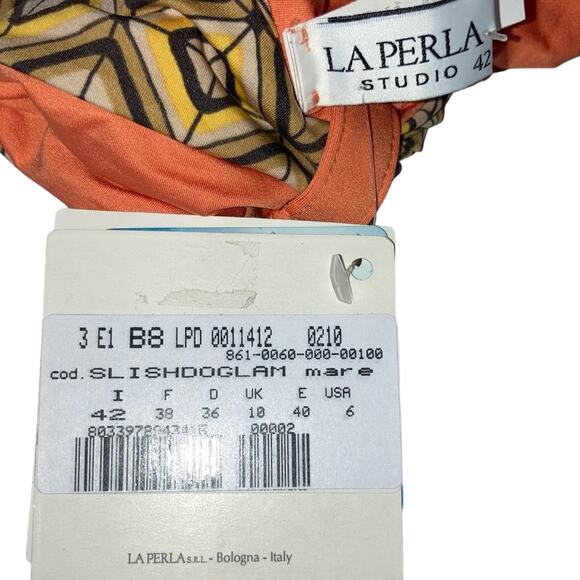 LA PERLA
STUDIO 42
3 E1 B8 LPD 0011412 0210
861-0060-000-00100
cod. SLISHDOGLAM mare
I F D UK E USA
42 38 36 10 40 6
00002
LA PERLA S.R.L. - Bologna - Italy